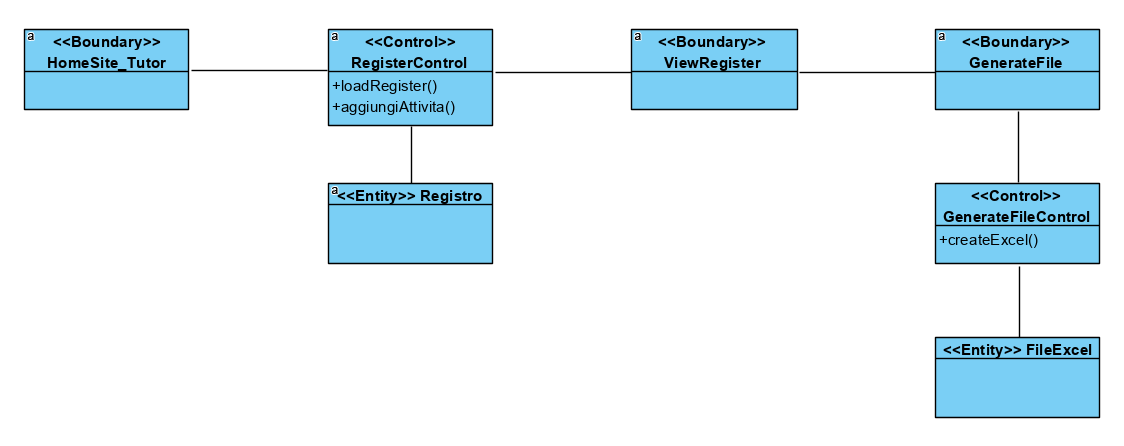 a
<<Boundary>>
HomeSite_Tutor
a
<<Control>>
RegisterControl
+loadRegister()
+aggiungiAttivita()
a
<<Boundary>>
ViewRegister
a
<<Boundary>>
GenerateFile
a
<<Entity>> Registro
<<Control>>
GenerateFileControl
+createExcel()
<<Entity>> FileExcel